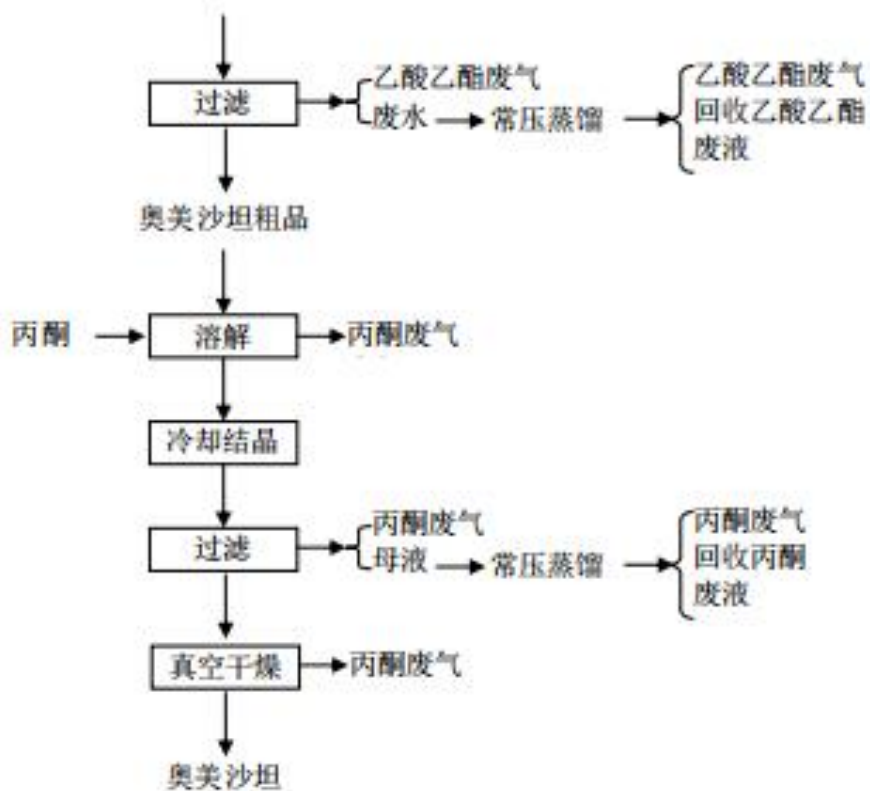 乙酸乙酯废气
过滤
废水
常压蒸馏
乙酸乙酯废气
回收乙酸乙酯
废液
奥美沙坦粗品
丙酮
溶解
丙酮废气
冷却结晶
过滤
丙酮废气
母液
常压蒸馏
丙酮废气
回收丙酮
废液
真空干燥
丙酮废气
奥美沙坦